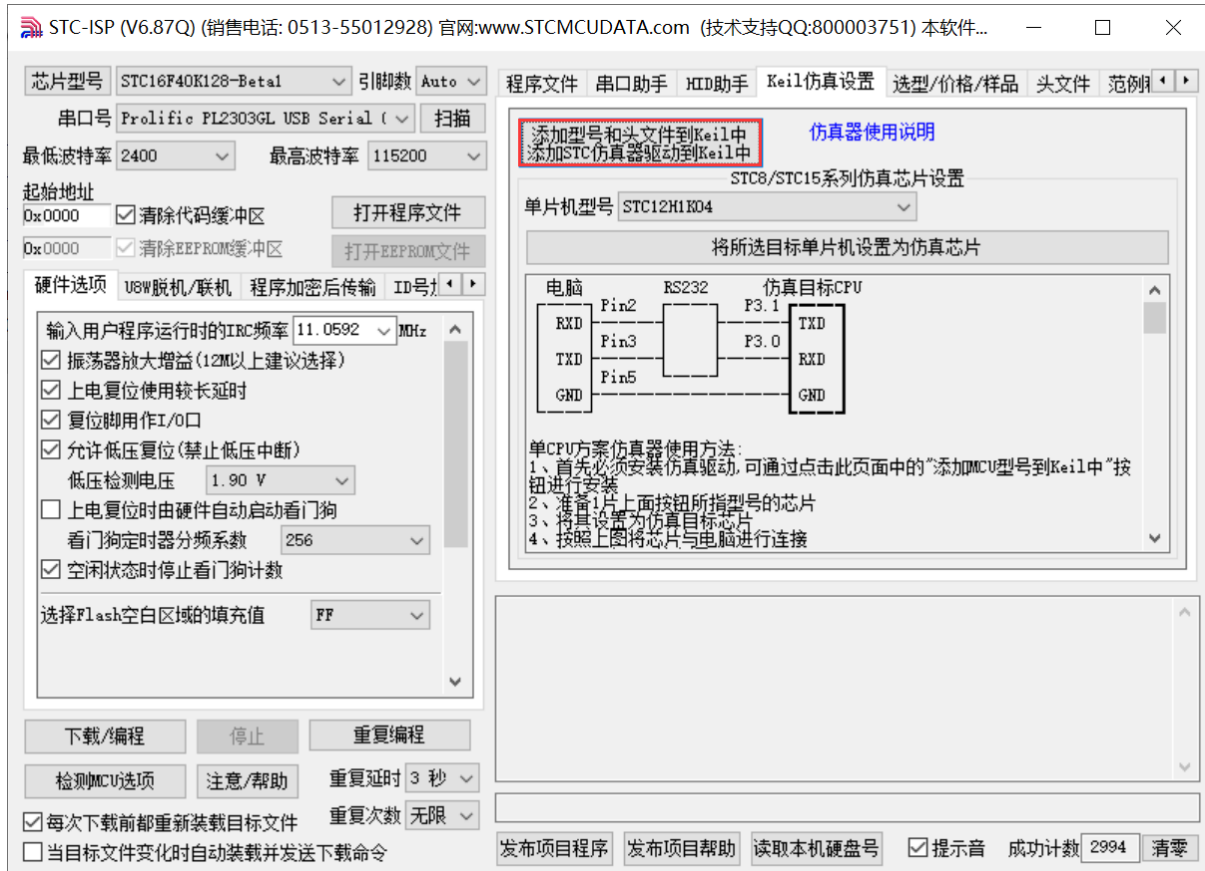 STC-ISP (V6.87Q) (销售电话: 0513-55012928) 官网:www.STCMCUDATA.com (技术支持QQ:800003751) 本软件...
芯片型号 STC16F40K128-Beta1 引脚数 Auto
串口号 Prolific PL2303GL USB Serial ( 扫描
最低波特率 2400 最高波特率 115200
起始地址
0x0000 清除代码缓冲区 打开程序文件
0x0000 清除EEPROM缓冲区 打开EEPROM文件
硬件选项 U8W脱机/联机 程序加密后传输 ID号
输入用户程序运行时的IRC频率 11.0592 MHz
振荡器放大增益(12M以上建议选择)
上电复位使用较长延时
复位脚用作I/O口
允许低压复位(禁止低压中断)
低压检测电压 1.90 V
上电复位时由硬件自动启动看门狗
看门狗定时器分频系数 256
空闲状态时停止看门狗计数
选择Flash空白区域的填充值 FF
下载/编程 停止 重复编程
检测MCU选项 注意/帮助 重复延时 3 秒
每次下载前都重新装载目标文件 重复次数 无限
当目标文件变化时自动装载并发送下载命令
程序文件 串口助手 HID助手 Keil仿真设置 选型/价格/样品 头文件 范例
添加型号和头文件到Keil中
添加STC仿真器驱动到Keil中
仿真器使用说明
STC8/STC15系列仿真芯片设置
单片机型号 STC12H1K04
将所选目标单片机设置为仿真芯片
电脑 RS232 仿真目标CPU
RXD Pin2 P3.1 TXD
TXD Pin3 P3.0 RXD
GND Pin5 GND
单CPU方案仿真器使用方法:
1、首先必须安装仿真驱动,可通过点击此页面中的"添加MCU型号到Keil中"按
钮进行安装
2、准备1片上面按钮所指型号的芯片
3、将其设置为仿真目标芯片
4、按照上图将芯片与电脑进行连接
发布项目程序 发布项目帮助 读取本机硬盘号 提示音 成功计数 2994 清零